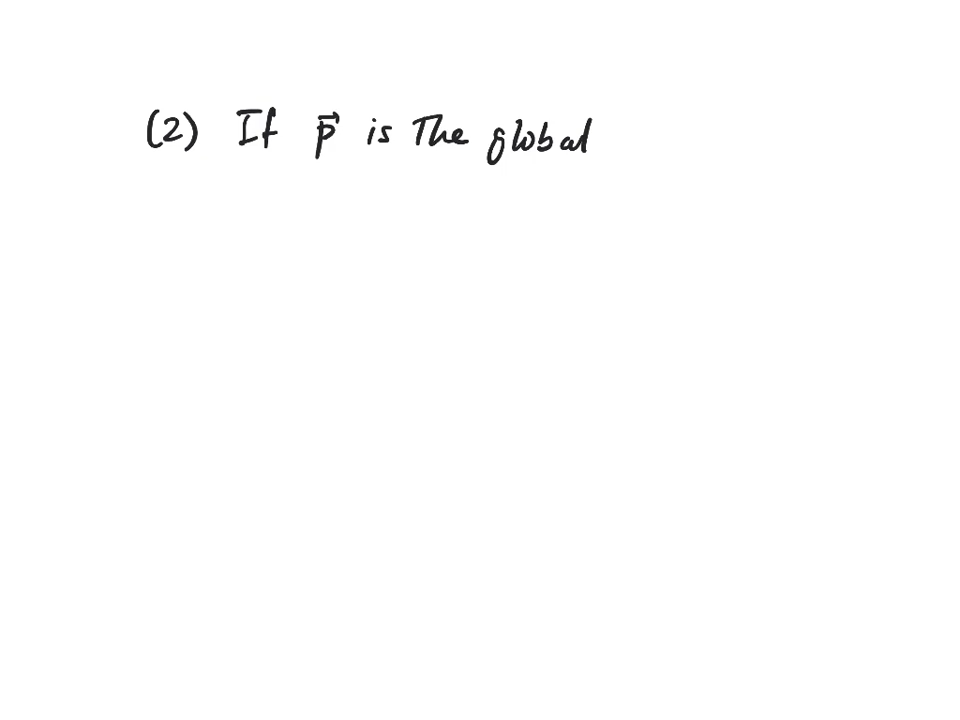 (2) If p⃗ is the global